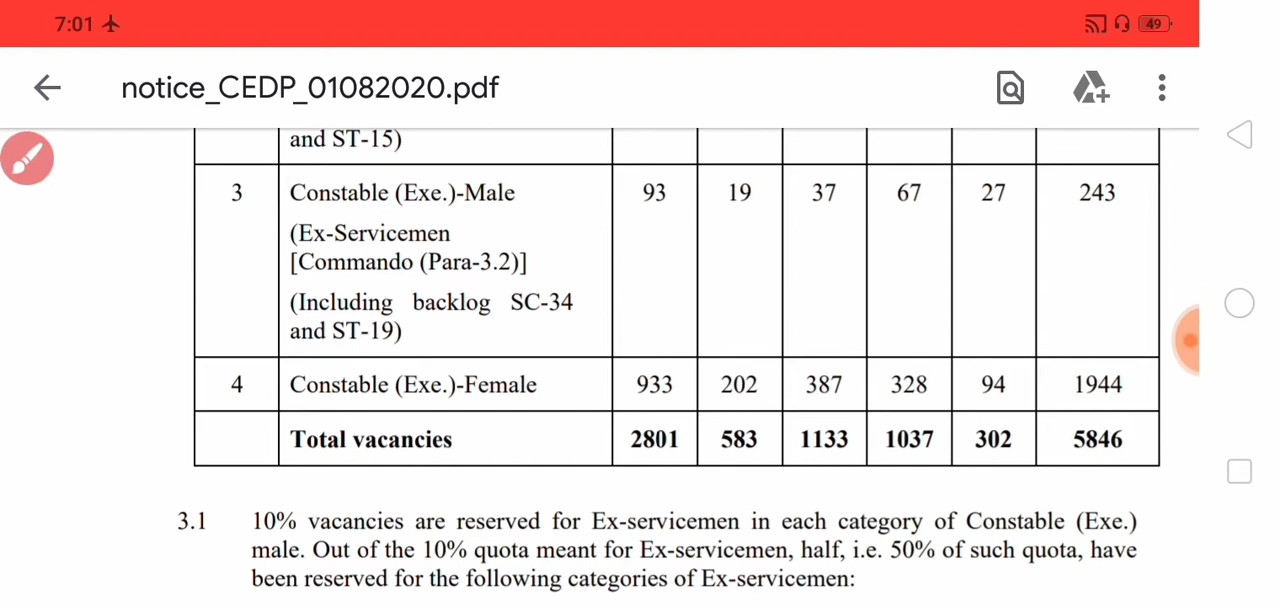 7:01
49
notice_CEDP_01082020.pdf
and ST-15)
3 Constable (Exe.)-Male 93 19 37 67 27 243
(Ex-Servicemen
[Commando (Para-3.2)]
(Including backlog SC-34
and ST-19)
4 Constable (Exe.)-Female 933 202 387 328 94 1944
Total vacancies 2801 583 1133 1037 302 5846
3.1 10% vacancies are reserved for Ex-servicemen in each category of Constable (Exe.)
male. Out of the 10% quota meant for Ex-servicemen, half, i.e. 50% of such quota, have
been reserved for the following categories of Ex-servicemen: